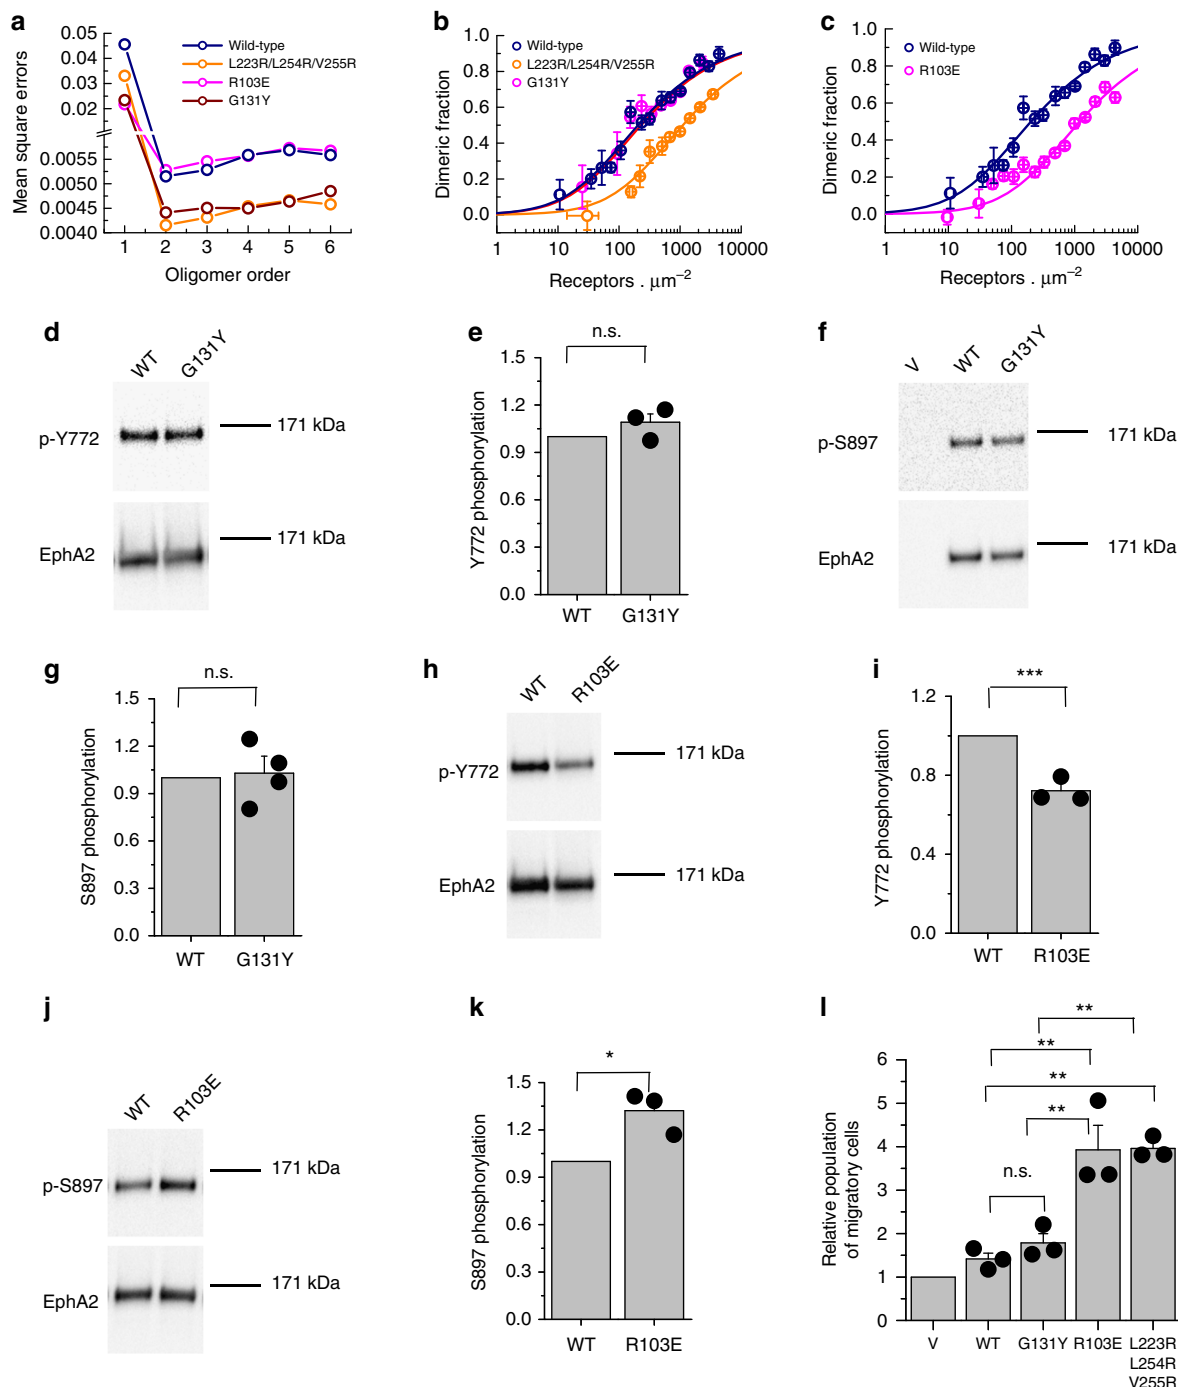 a
Mean square errors
0.05
0.04
0.03
0.02
0.0055
0.0050
0.0045
0.0040
1 2 3 4 5 6
Oligomer order
Wild-type
L223R/L254R/V255R
R103E
G131Y
b
Dimeric fraction
1.0
0.8
0.6
0.4
0.2
0.0
1 10 100 1000 10000
Receptors . μm⁻²
Wild-type
L223R/L254R/V255R
G131Y
c
Dimeric fraction
1.0
0.8
0.6
0.4
0.2
0.0
1 10 100 1000 10000
Receptors . μm⁻²
Wild-type
R103E
d
WT G131Y
p-Y772
171 kDa
EphA2
171 kDa
e
n.s.
Y772 phosphorylation
1.5
1.2
0.9
0.6
0.3
0.0
WT G131Y
f
V WT G131Y
p-S897
171 kDa
EphA2
171 kDa
g
n.s.
S897 phosphorylation
1.5
1.2
0.9
0.6
0.3
0.0
WT G131Y
h
WT R103E
p-Y772
171 kDa
EphA2
171 kDa
i
***
Y772 phosphorylation
1.2
0.8
0.4
0.0
WT R103E
j
WT R103E
p-S897
171 kDa
EphA2
171 kDa
k
*
S897 phosphorylation
1.5
1.2
0.9
0.6
0.3
0.0
WT R103E
l
**
**
**
**
n.s.
Relative population
of migratory cells
6
5
4
3
2
1
0
V WT G131Y R103E L223R
L254R
V255R